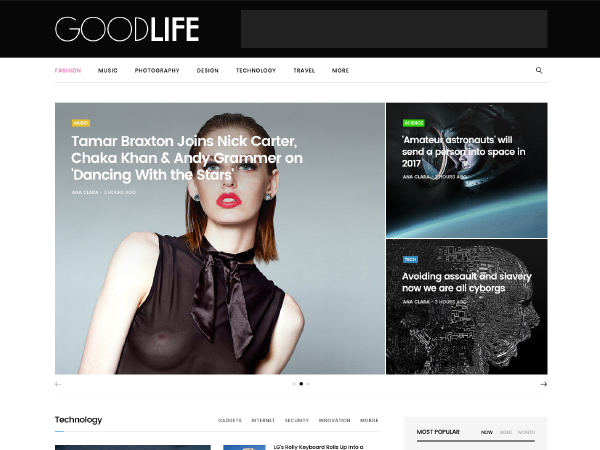 GOODLIFE
FASHION MUSIC PHOTOGRAPHY DESIGN TECHNOLOGY TRAVEL MORE
MUSIC
Tamar Braxton Joins Nick Carter,
Chaka Khan & Andy Grammer on
'Dancing With the Stars'
ANA CLARA - 3 HOURS AGO
SCIENCE
'Amateur astronauts' will
send a person into space in
2017
ANA CLARA - 3 HOURS AGO
TECH
Avoiding assault and slavery
now we are all cyborgs
ANA CLARA - 3 HOURS AGO
Technology
GADGETS INTERNET SECURITY INNOVATION MOBILE
LG's Rolly Keyboard Rolls Up Into a
MOST POPULAR
NOW WEEK MONTH